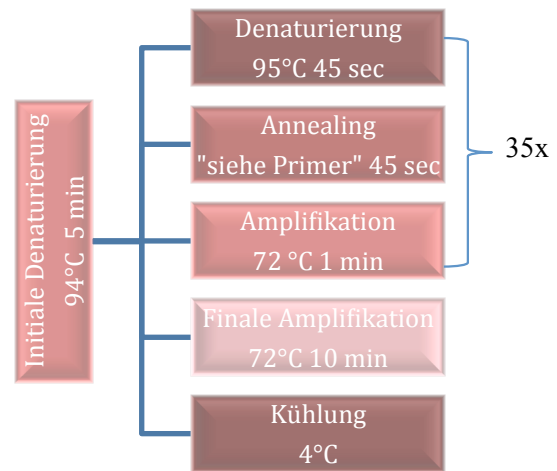 Initiale Denaturierung
94°C 5 min
Denaturierung
95°C 45 sec
Annealing
"siehe Primer" 45 sec
Amplifikation
72 °C 1 min
35x
Finale Amplifikation
72°C 10 min
Kühlung
4°C